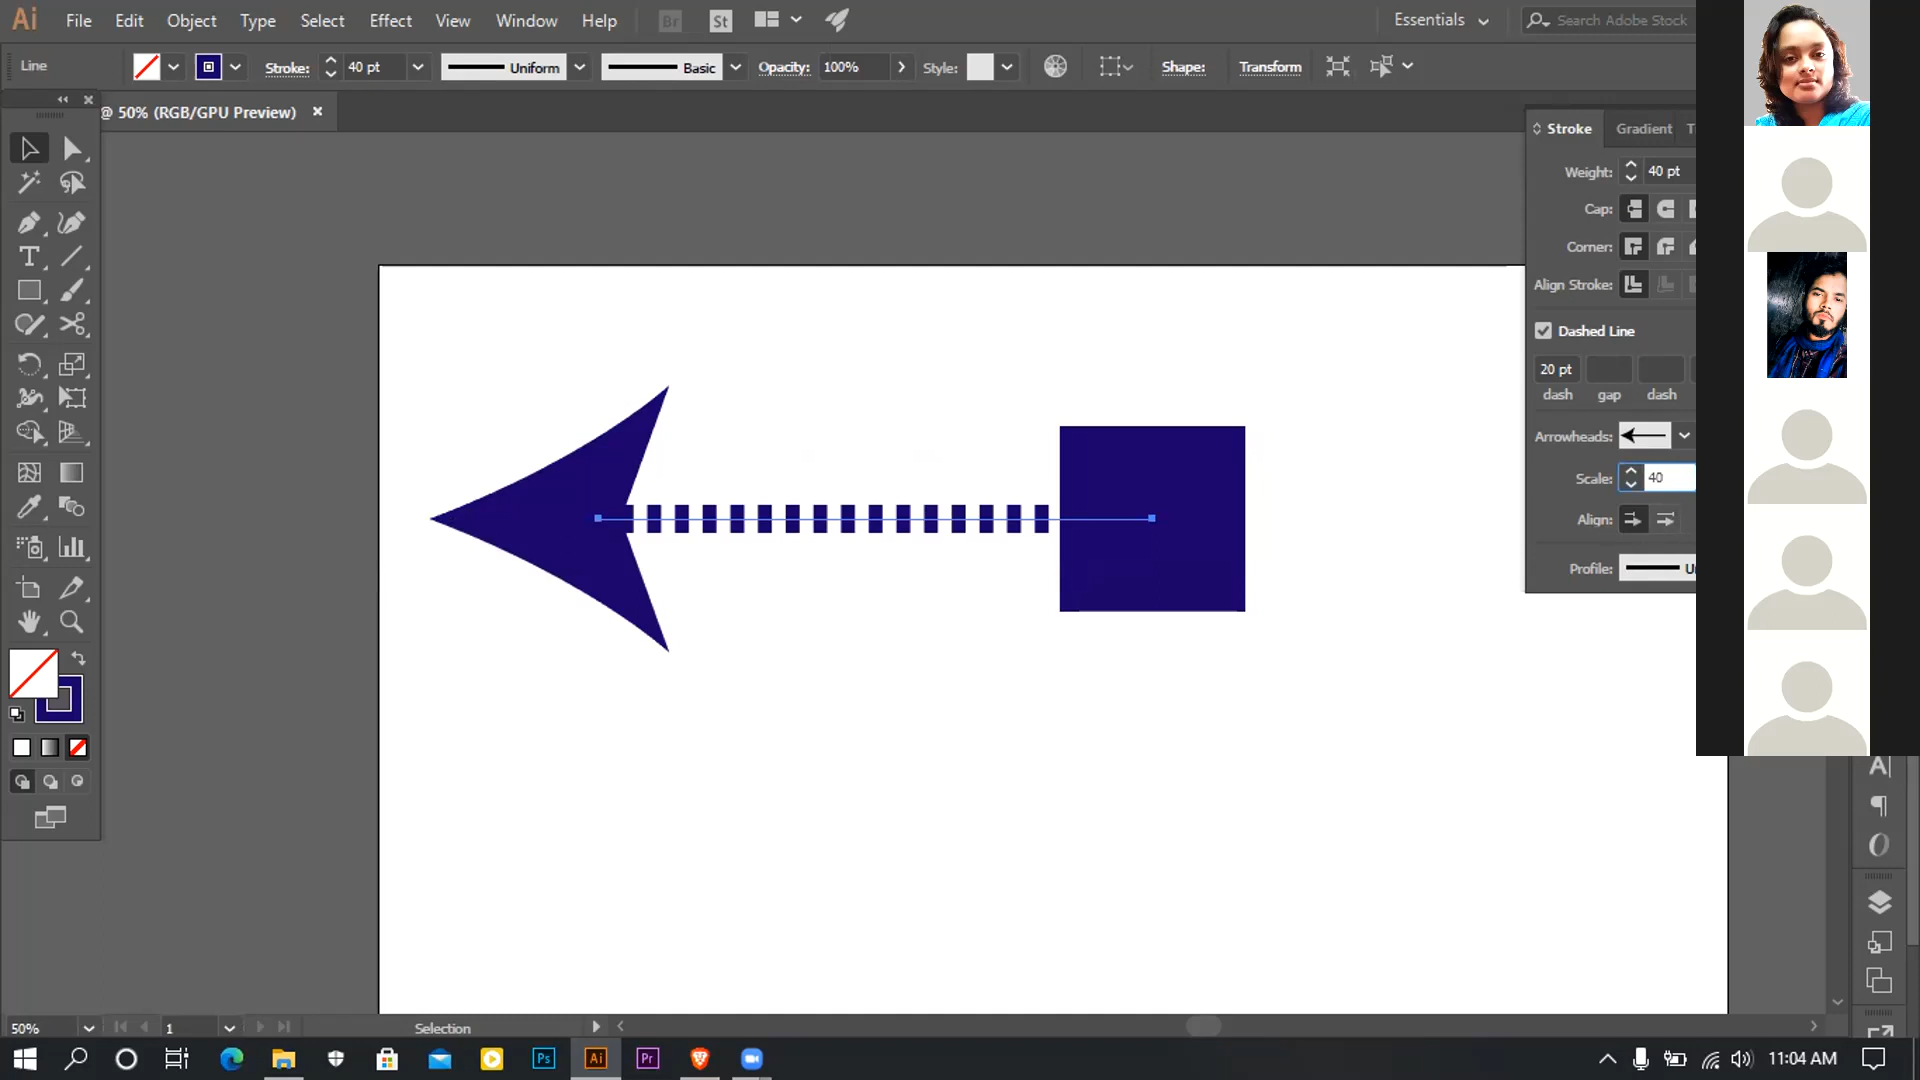 Ai File Edit Object Type Select Effect View Window Help Br St Essentials Search Adobe Stock
Line Stroke: 40 pt Uniform Basic Opacity: 100% Style: Shape: Transform
@ 50% (RGB/GPU Preview) ×
Stroke Gradient T
Weight: 40 pt
Cap:
Corner:
Align Stroke:
Dashed Line
20 pt
dash gap dash
Arrowheads:
Scale: 40
Align:
Profile: U
50% 1 Selection
Ps Ai Pr 11:04 AM